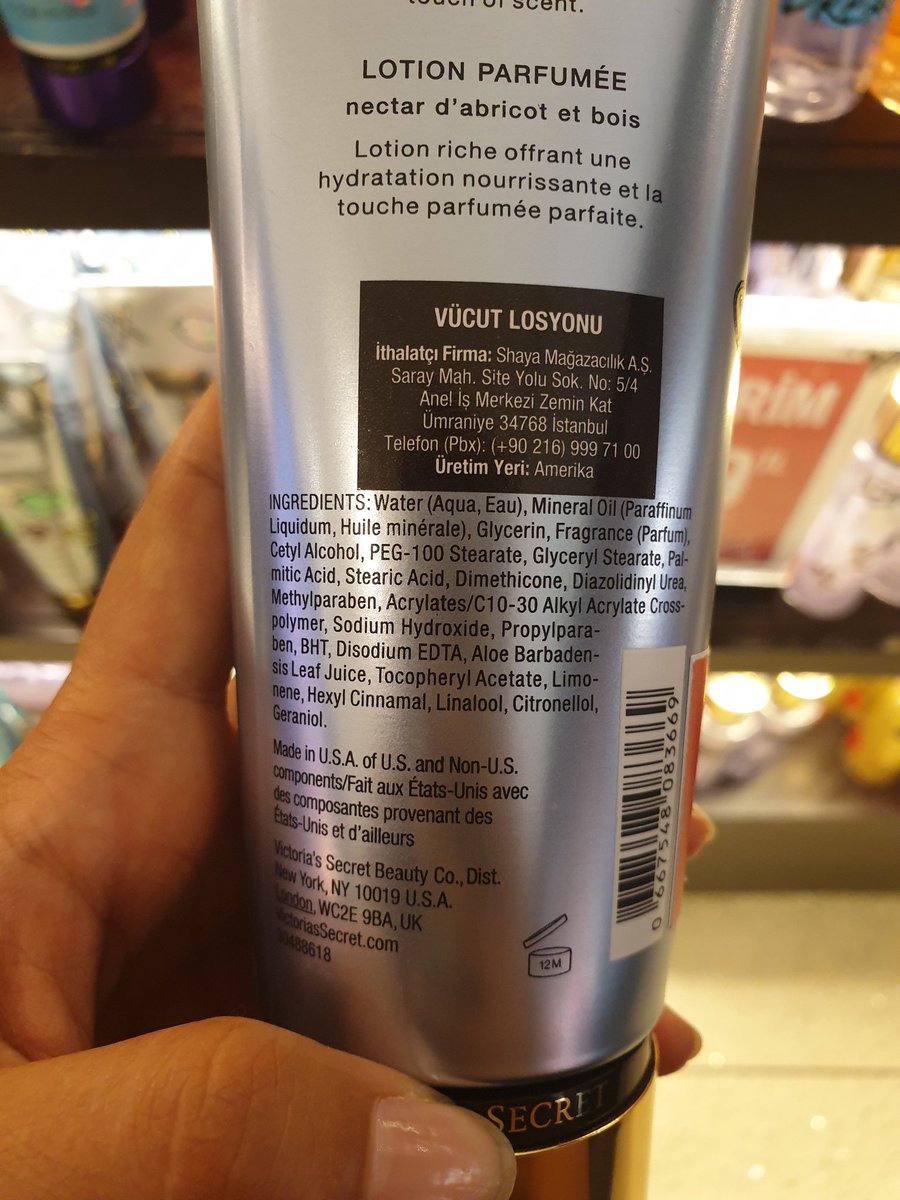 touch of scent.
LOTION PARFUMÉE
nectar d'abricot et bois
Lotion riche offrant une
hydratation nourrissante et la
touche parfumée parfaite.
VÜCUT LOSYONU
İthalatçı Firma: Shaya Mağazacılık A.Ş.
Saray Mah. Site Yolu Sok. No: 5/4
Anel İş Merkezi Zemin Kat
Ümraniye 34768 İstanbul
Telefon (Pbx): (+90 216) 999 71 00
Üretim Yeri: Amerika
INGREDIENTS: Water (Aqua, Eau), Mineral Oil (Paraffinum
Liquidum, Huile minérale), Glycerin, Fragrance (Parfum),
Cetyl Alcohol, PEG-100 Stearate, Glyceryl Stearate, Pal-
mitic Acid, Stearic Acid, Dimethicone, Diazolidinyl Urea,
Methylparaben, Acrylates/C10-30 Alkyl Acrylate Cross-
polymer, Sodium Hydroxide, Propylpara-
ben, BHT, Disodium EDTA, Aloe Barbaden-
sis Leaf Juice, Tocopheryl Acetate, Limo-
nene, Hexyl Cinnamal, Linalool, Citronellol,
Geraniol.
Made in U.S.A. of U.S. and Non-U.S.
components/Fait aux États-Unis avec
des composantes provenant des
États-Unis et d'ailleurs
Victoria's Secret Beauty Co., Dist.
New York, NY 10019 U.S.A.
London, WC2E 9BA, UK
VictoriasSecret.com
30488618
12M
0 667548 083669
SECRET
RİM